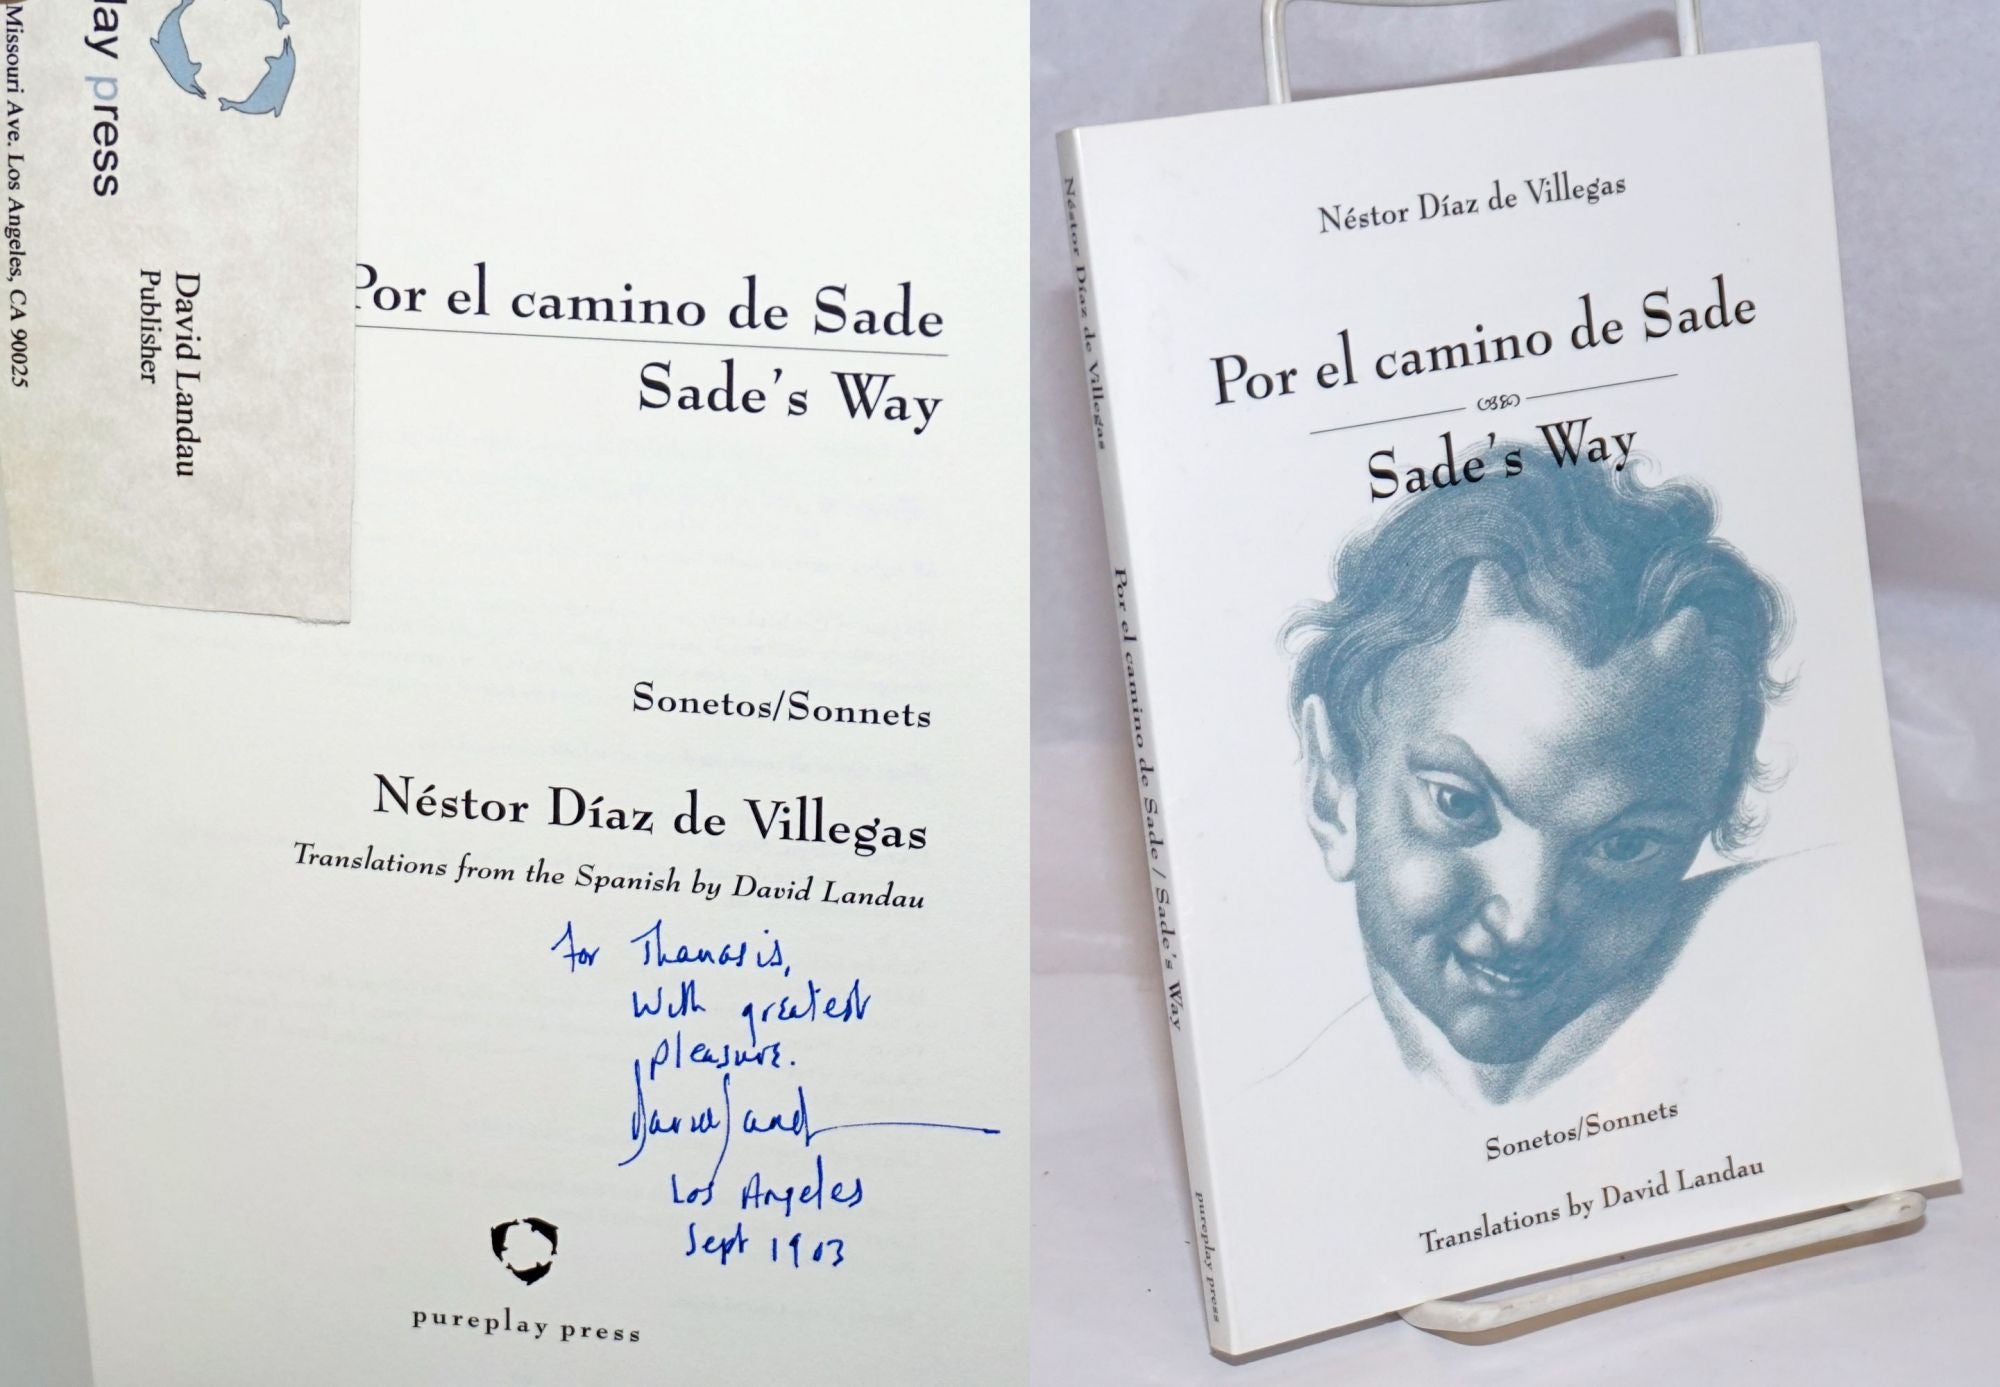 Missouri Ave. Los Angeles, CA 90025
lay press
David Landau
Publisher
Por el camino de Sade
Sade's Way
Sonetos/Sonnets
Néstor Díaz de Villegas
Translations from the Spanish by David Landau
For Thanasis,
With greatest
pleasure.
David Land
Los Angeles
Sept 1903
pureplay press
Néstor Díaz de Villegas
Por el camino de Sade
Sade's Way
Sonetos/Sonnets
Translations by David Landau
Néstor Díaz de Villegas
Por el camino de Sade / Sade's Way
pureplay press